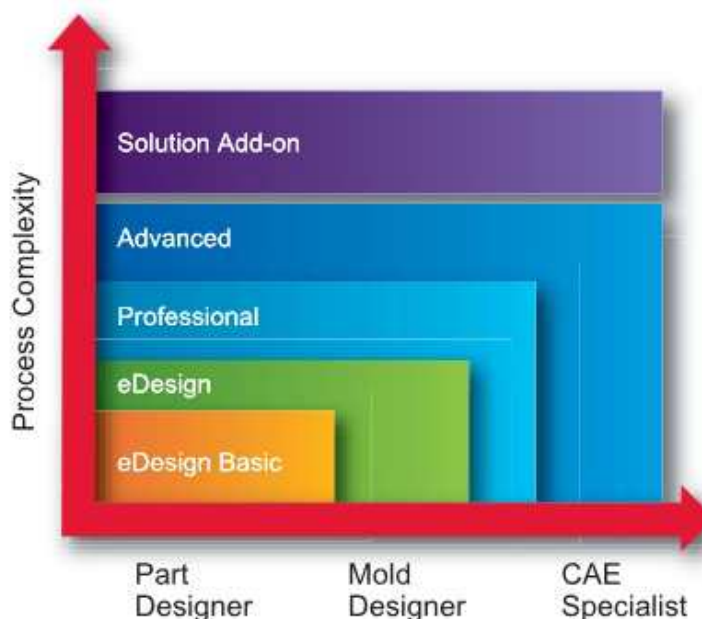 Process Complexity
Solution Add-on
Advanced
Professional
eDesign
eDesign Basic
Part
Designer
Mold
Designer
CAE
Specialist